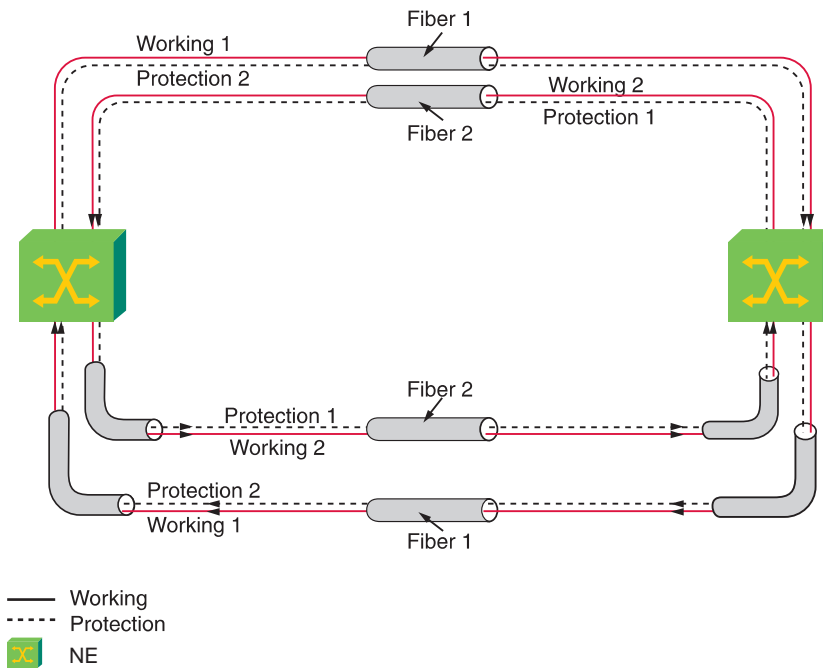 Fiber 1
Working 1
Protection 2
Working 2
Protection 1
Fiber 2
Fiber 2
Protection 1
Working 2
Protection 2
Working 1
Fiber 1
Working
Protection
NE